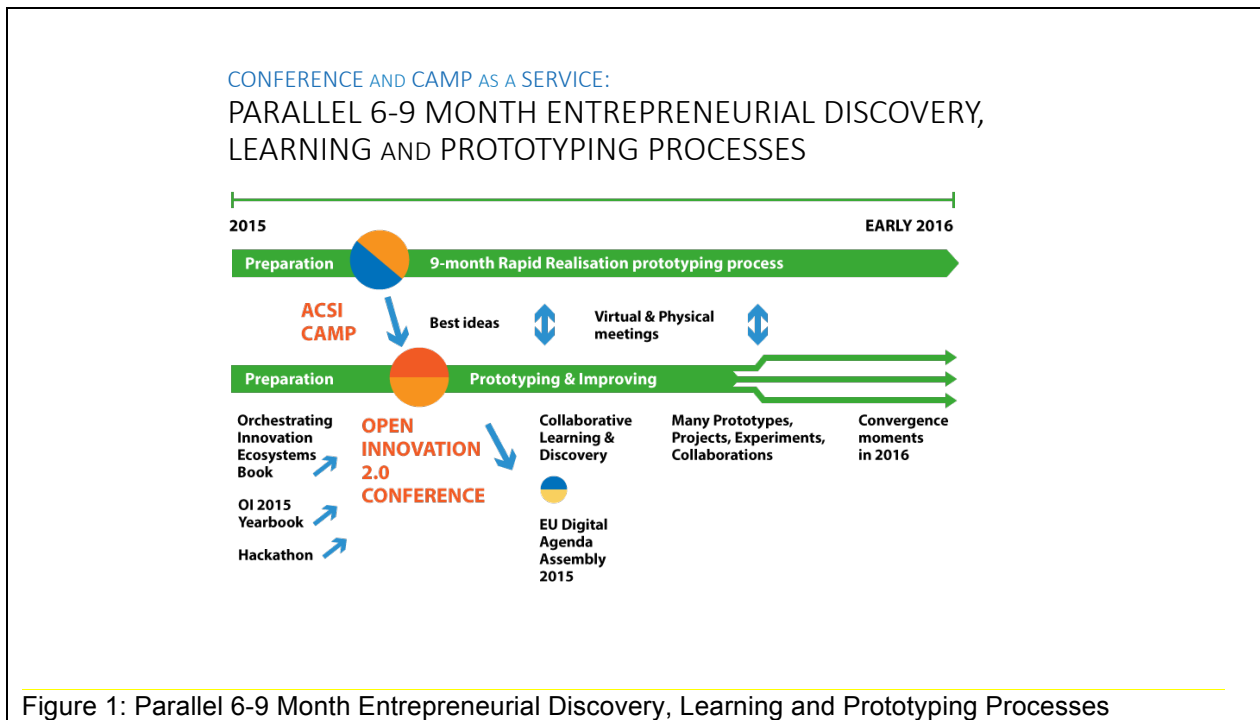 CONFERENCE AND CAMP AS A SERVICE:
PARALLEL 6-9 MONTH ENTREPRENEURIAL DISCOVERY,
LEARNING AND PROTOTYPING PROCESSES
2015
EARLY 2016
Preparation
9-month Rapid Realisation prototyping process
ACSI
CAMP
Best ideas
Virtual & Physical
meetings
Preparation
Prototyping & Improving
Orchestrating
Innovation
Ecosystems
Book
OI 2015
Yearbook
Hackathon
OPEN
INNOVATION
2.0
CONFERENCE
Collaborative
Learning &
Discovery
EU Digital
Agenda
Assembly
2015
Many Prototypes,
Projects, Experiments,
Collaborations
Convergence
moments
in 2016
Figure 1: Parallel 6-9 Month Entrepreneurial Discovery, Learning and Prototyping Processes